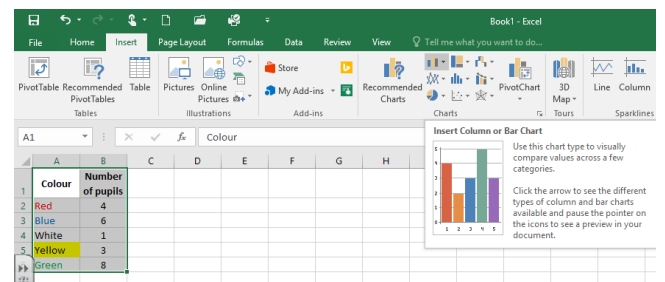 Book1 - Excel
File Home Insert Page Layout Formulas Data Review View Tell me what you want to do...
PivotTable Recommended PivotTables Table Pictures Online Pictures Store My Add-ins Recommended Charts PivotChart 3D Map Line Column
Tables Illustrations Add-ins Charts Tours Sparklines
A1 fx Colour
A B C D E F G H
1 Colour Number of pupils
2 Red 4
3 Blue 6
4 White 1
5 Yellow 3
Green 8
Insert Column or Bar Chart
Use this chart type to visually
compare values across a few
categories.
Click the arrow to see the different
types of column and bar charts
available and pause the pointer on
the icons to see a preview in your
document.
1 2 3 4 5